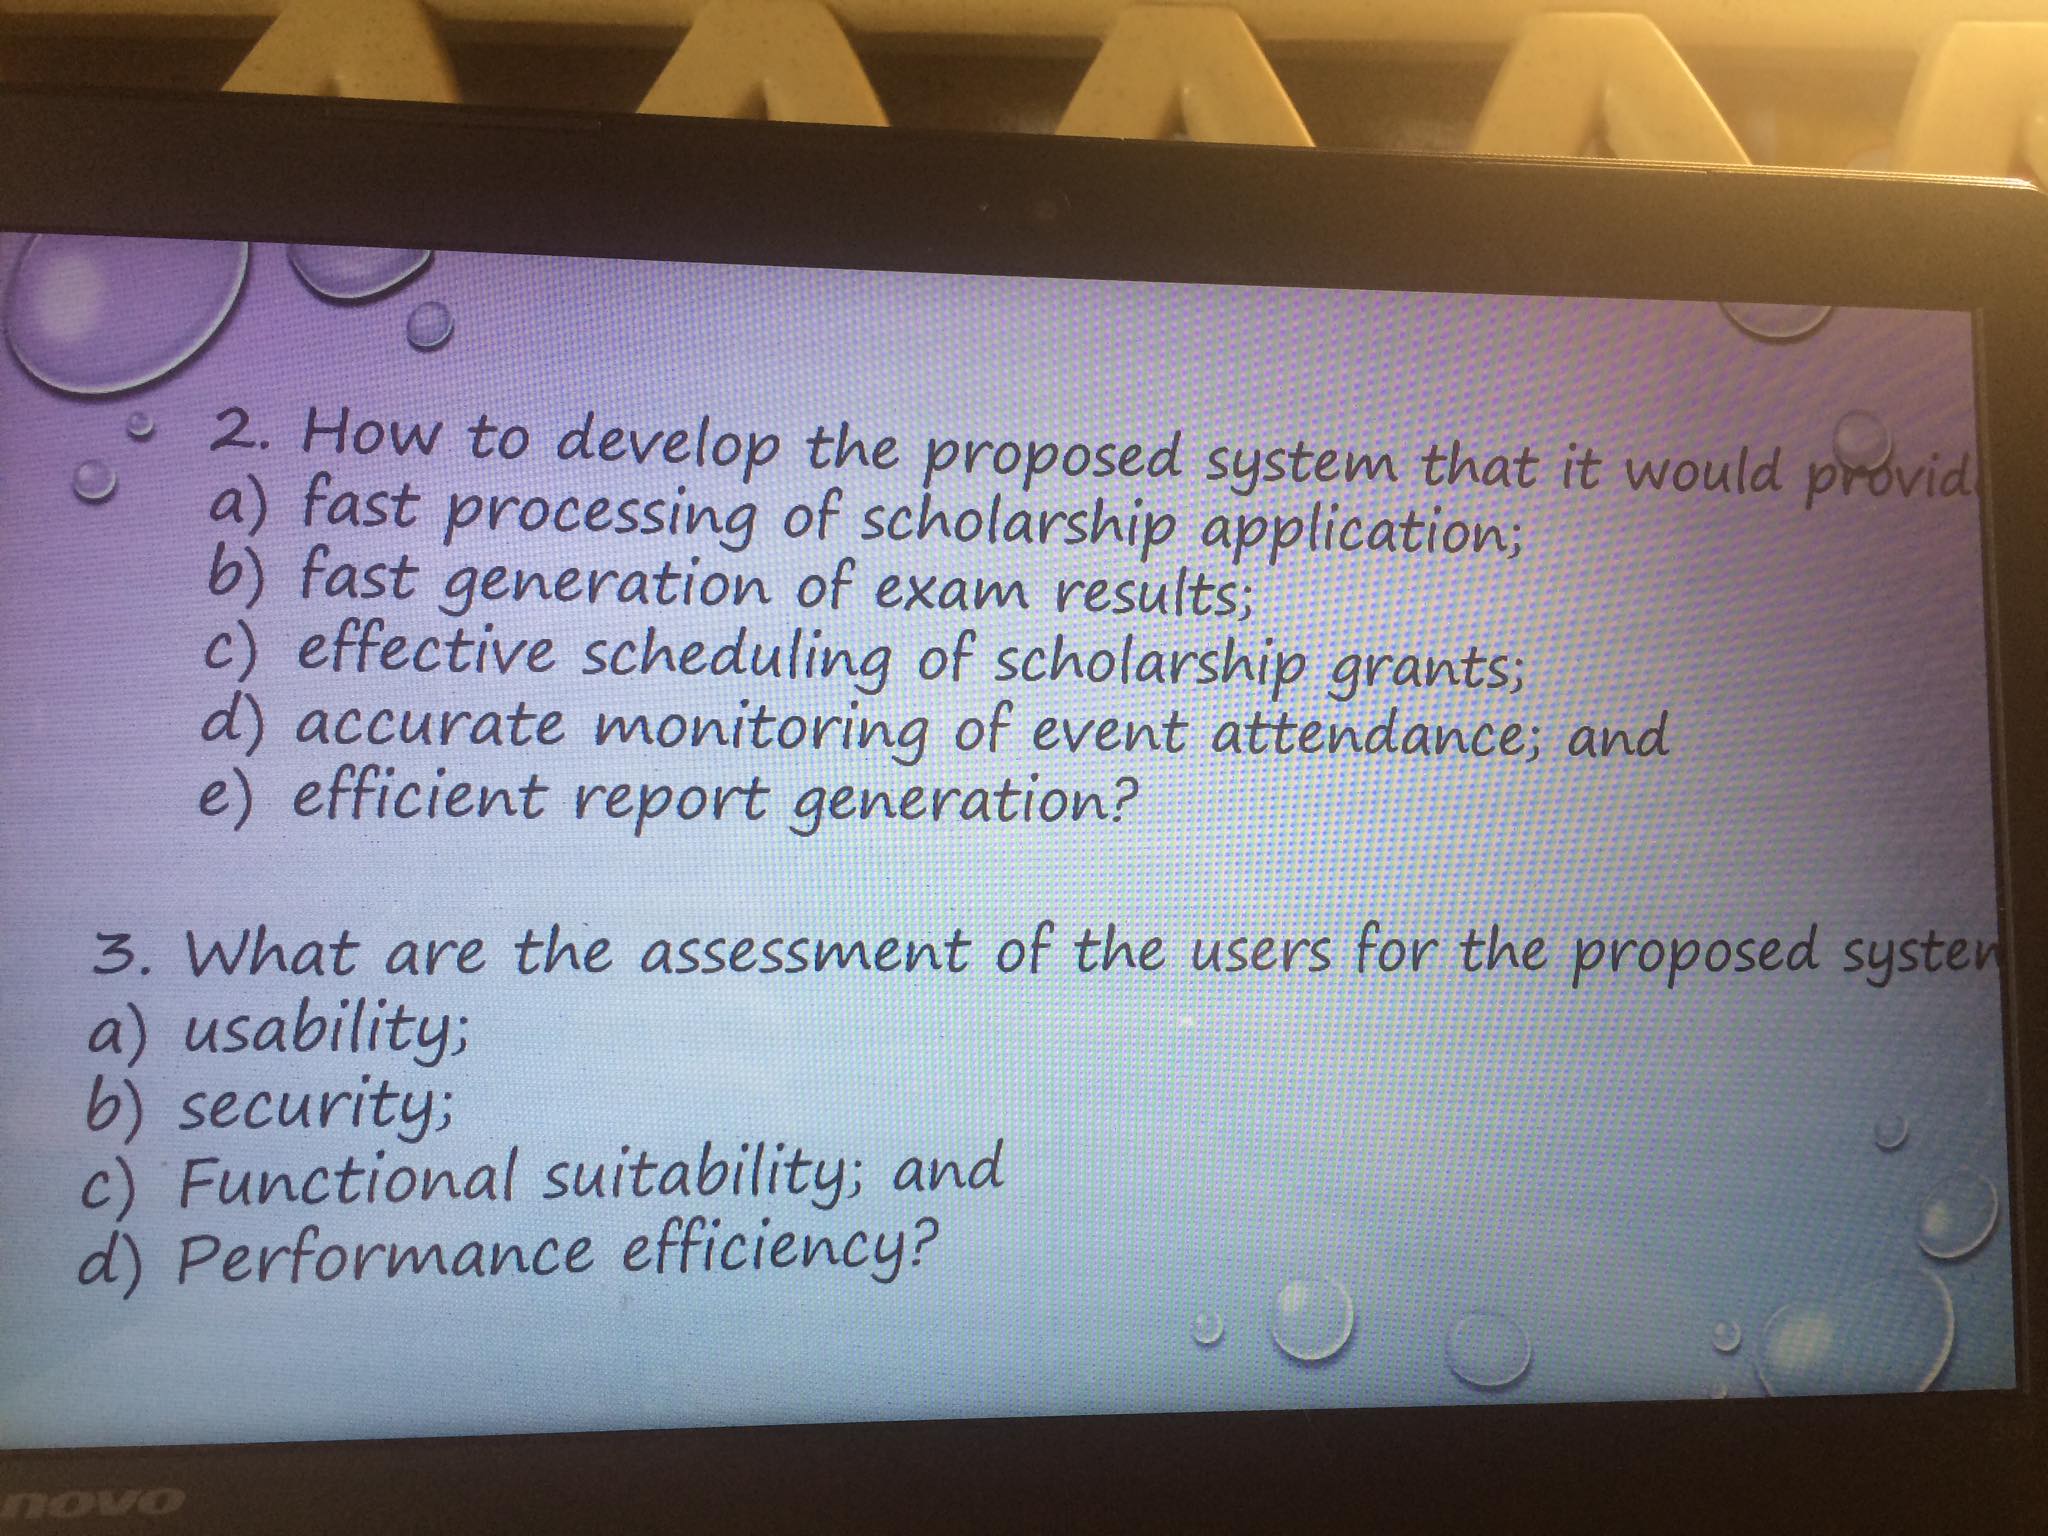 2. How to develop the proposed system that it would provid
a) fast processing of scholarship application;
b) fast generation of exam results;
c) effective scheduling of scholarship grants;
d) accurate monitoring of event attendance; and
e) efficient report generation?
3. What are the assessment of the users for the proposed system
a) usability;
b) security;
c) Functional suitability; and
d) Performance efficiency?
novo